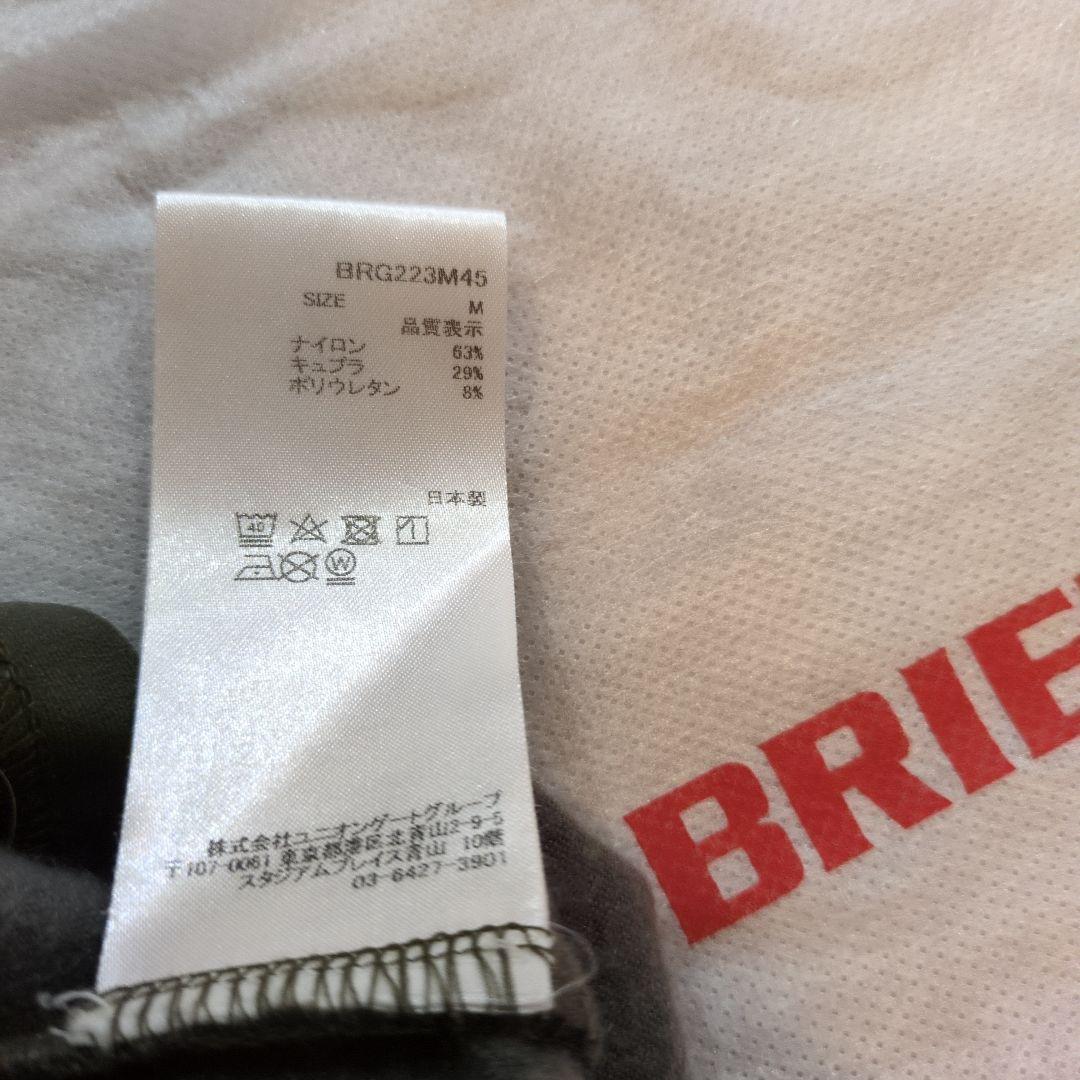 BRG223M45
SIZE M
品質表示
ナイロン 63%
キュプラ 29%
ポリウレタン 8%
日本製
40
W
株式会社ユニオンゲートグループ
〒107-0061 東京都港区北青山2-9-5
スタジアムプレイス青山 10階
03-6427-3901
BRIE